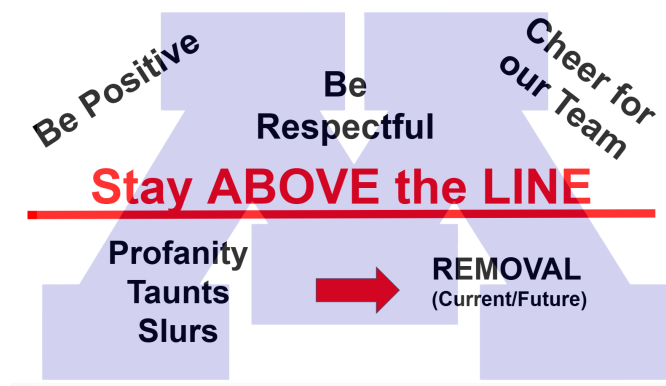 Be Positive
Be
Respectful
Cheer for
our Team
Stay ABOVE the LINE
Profanity
Taunts
Slurs
REMOVAL
(Current/Future)